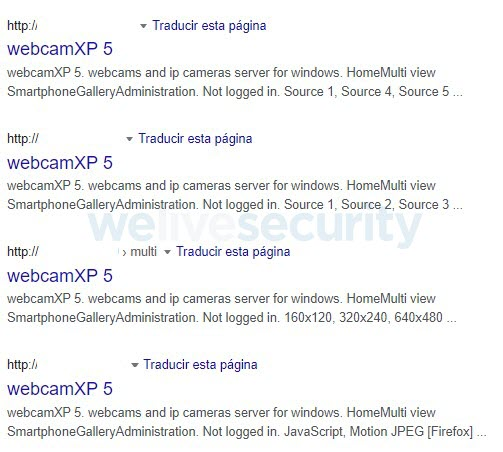 http://
Traducir esta página
webcamXP 5
webcamXP 5. webcams and ip cameras server for windows. HomeMulti view
SmartphoneGalleryAdministration. Not logged in. Source 1, Source 4, Source 5 ...
http://
Traducir esta página
webcamXP 5
webcamXP 5. webcams and ip cameras server for windows. HomeMulti view
SmartphoneGalleryAdministration. Not logged in. Source 1, Source 2, Source 3 ...
welivesecurity
http://
› multi
Traducir esta página
webcamXP 5
webcamXP 5. webcams and ip cameras server for windows. HomeMulti view
SmartphoneGalleryAdministration. Not logged in. 160x120, 320x240, 640x480 ...
http://
Traducir esta página
webcamXP 5
webcamXP 5. webcams and ip cameras server for windows. HomeMulti view
SmartphoneGalleryAdministration. Not logged in. JavaScript, Motion JPEG [Firefox] ...